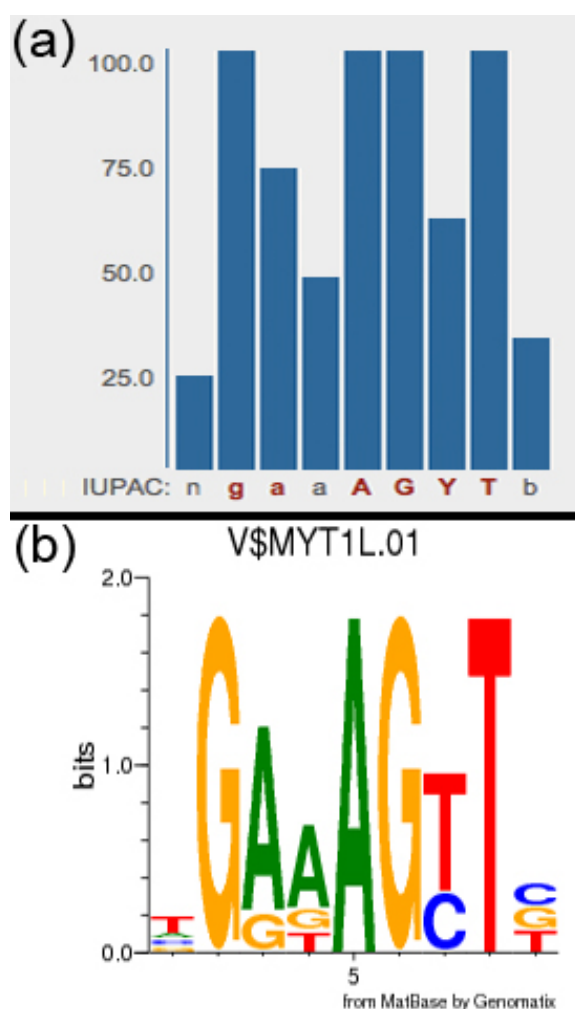 (a)
100.0
75.0
50.0
25.0
IUPAC: n g a a A G Y T b
(b) V$MYT1L.01
2.0
bits
1.0
0.0
T G A A A G T T C
G G C G
T T
5
from MatBase by Genomatix